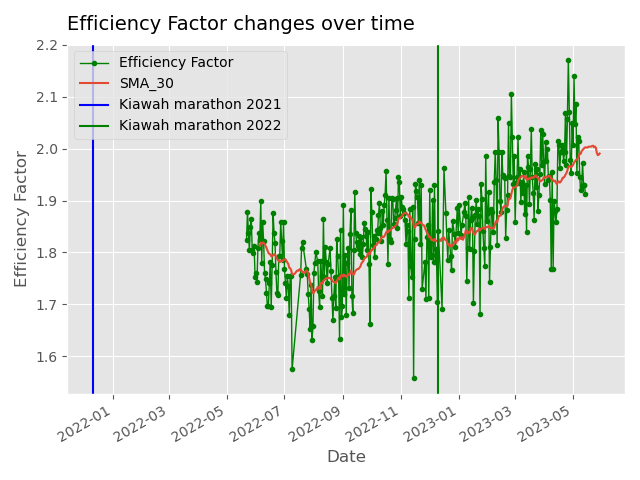 Efficiency Factor changes over time
Efficiency Factor
SMA_30
Kiawah marathon 2021
Kiawah marathon 2022
Efficiency Factor
2.2
2.1
2.0
1.9
1.8
1.7
1.6
2022-01
2022-03
2022-05
2022-07
2022-09
2022-11
2023-01
2023-03
2023-05
Date